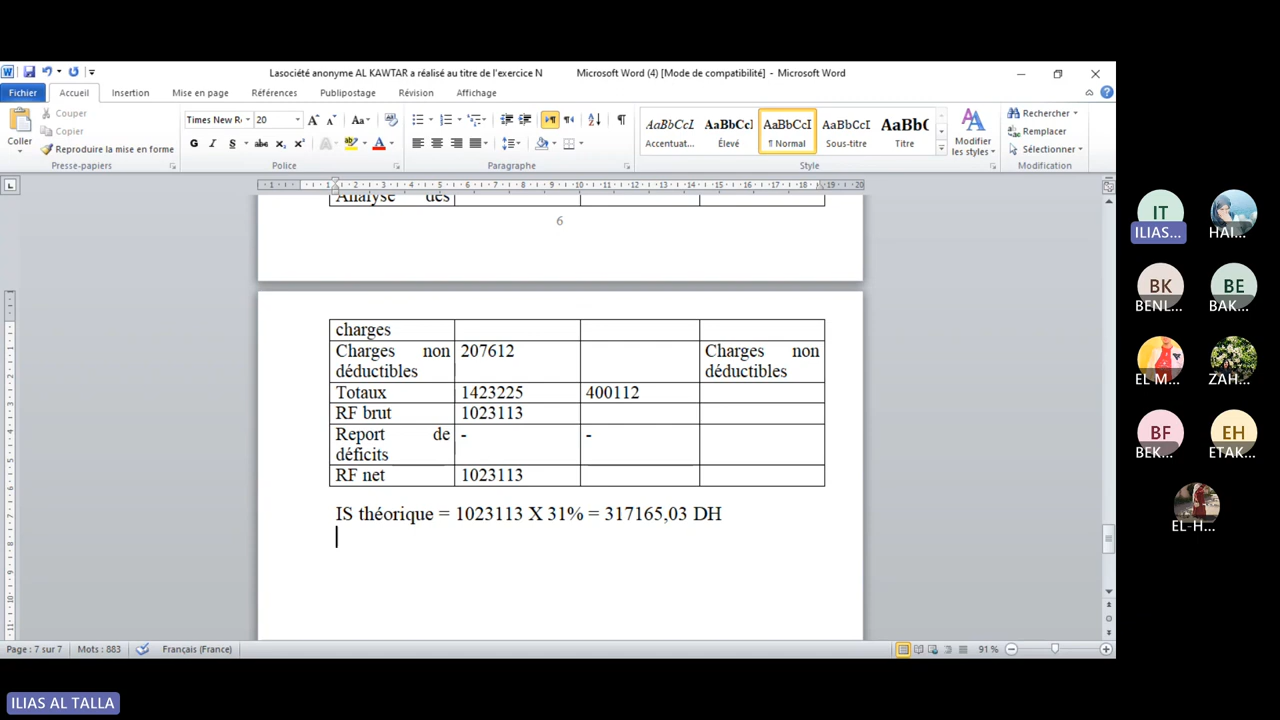 Lasociété anonyme AL KAWTAR a réalisé au titre de l'exercice N Microsoft Word (4) [Mode de compatibilité] - Microsoft Word
Fichier Accueil Insertion Mise en page Références Publipostage Révision Affichage
Coller
Couper
Copier
Reproduire la mise en forme
Presse-papiers
Times New R 20
G I S abc x₂ x²
Police
Paragraphe
AaBbCcL AaBbCc AaBbCcI AaBbCcI AaBb(
Accentuat... Élevé ¶ Normal Sous-titre Titre
Style
Modifier
les styles
Rechercher
Remplacer
Sélectionner
Modification
Analyse des
6
charges
Charges non déductibles 207612 Charges non déductibles
Totaux 1423225 400112
RF brut 1023113
Report de déficits - -
RF net 1023113
IS théorique = 1023113 X 31% = 317165,03 DH
Page : 7 sur 7 Mots : 883 Français (France) 91 %
IT
ILIAS...
HAI...
BK
BENL...
BE
BAK...
EL M...
ZAH...
BF
BEK...
EH
ETAK...
EL-H...
ILIAS AL TALLA